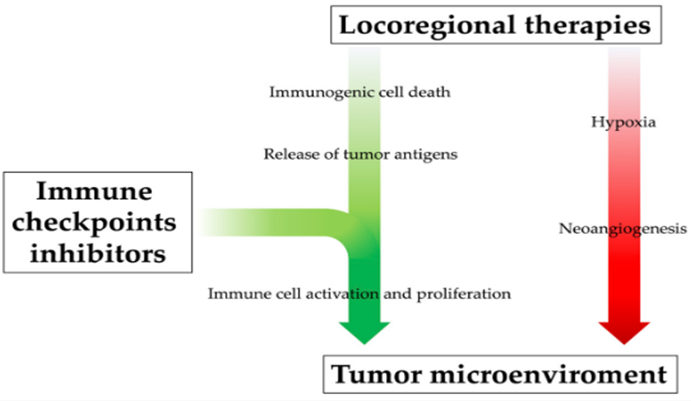 Locoregional therapies
Immunogenic cell death
Hypoxia
Release of tumor antigens
Immune
checkpoints
inhibitors
Neoangiogenesis
Immune cell activation and proliferation
Tumor microenviroment